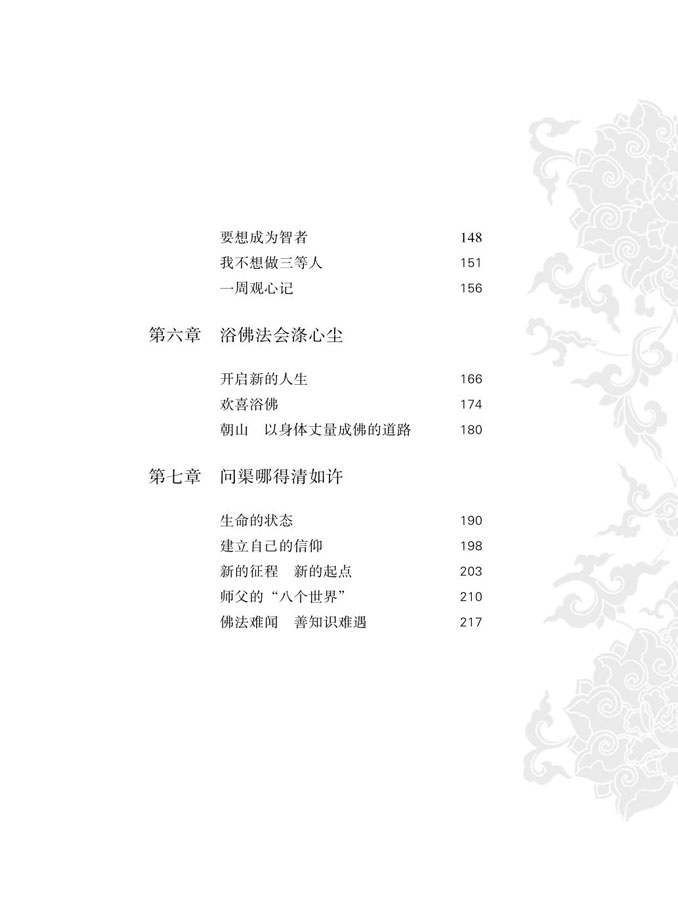 要想成为智者 148
我不想做三等人 151
一周观心记 156
第六章 浴佛法会涤心尘
开启新的人生 166
欢喜浴佛 174
朝山 以身体丈量成佛的道路 180
第七章 问渠哪得清如许
生命的状态 190
建立自己的信仰 198
新的征程 新的起点 203
师父的“八个世界” 210
佛法难闻 善知识难遇 217